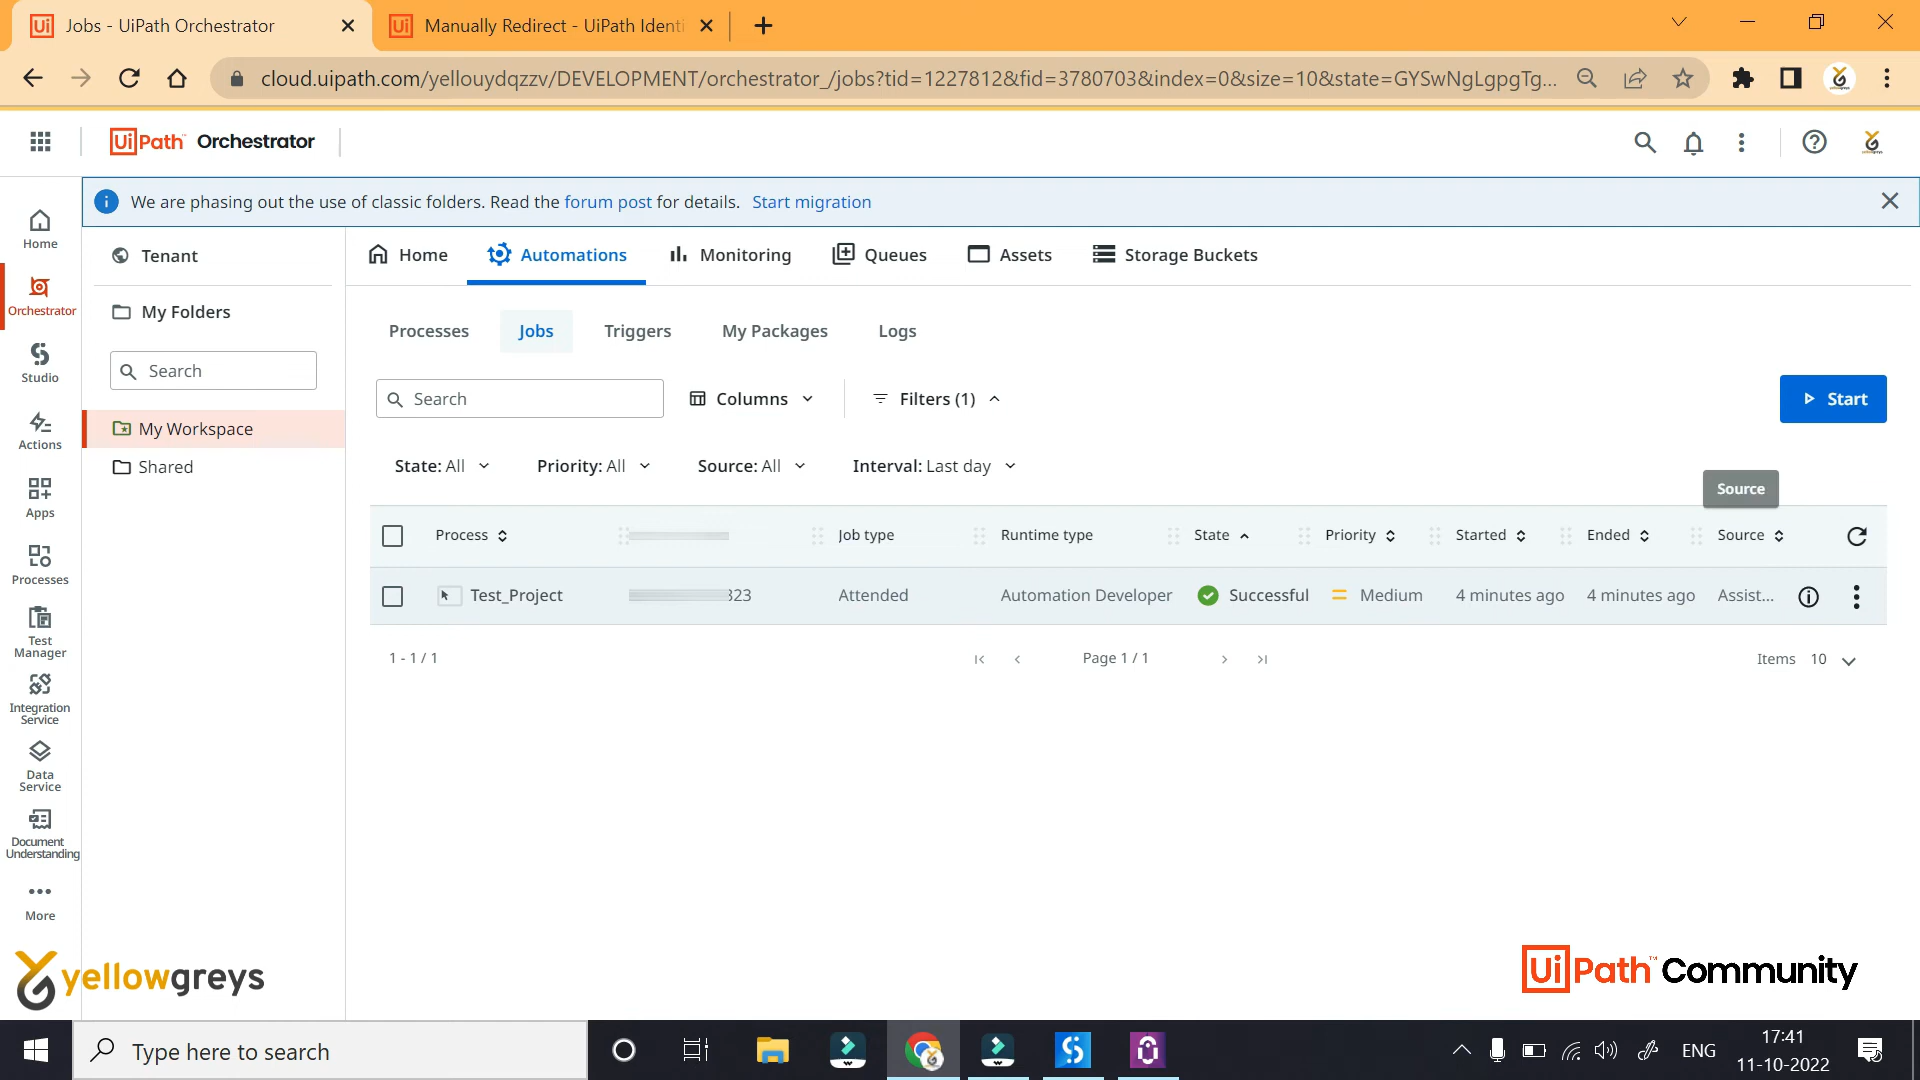 Jobs - UiPath Orchestrator
Manually Redirect - UiPath Identi
cloud.uipath.com/yellouydqzzv/DEVELOPMENT/orchestrator_/jobs?tid=1227812&fid=3780703&index=0&size=10&state=GYSwNgLgpgTg...
UiPath™ Orchestrator
We are phasing out the use of classic folders. Read the forum post for details. Start migration
Home
Orchestrator
Studio
Actions
Apps
Processes
Test
Manager
Integration
Service
Data
Service
Document
Understanding
More
Tenant
My Folders
Search
My Workspace
Shared
Home
Automations
Monitoring
Queues
Assets
Storage Buckets
Processes
Jobs
Triggers
My Packages
Logs
Search
Columns
Filters (1)
Start
State: All
Priority: All
Source: All
Interval: Last day
Source
Process
Job type
Runtime type
State
Priority
Started
Ended
Source
Test_Project
323
Attended
Automation Developer
Successful
Medium
4 minutes ago
4 minutes ago
Assist...
1 - 1 / 1
Page 1 / 1
Items 10
yellowgreys
UiPath™ Community
Type here to search
ENG
17:41
11-10-2022